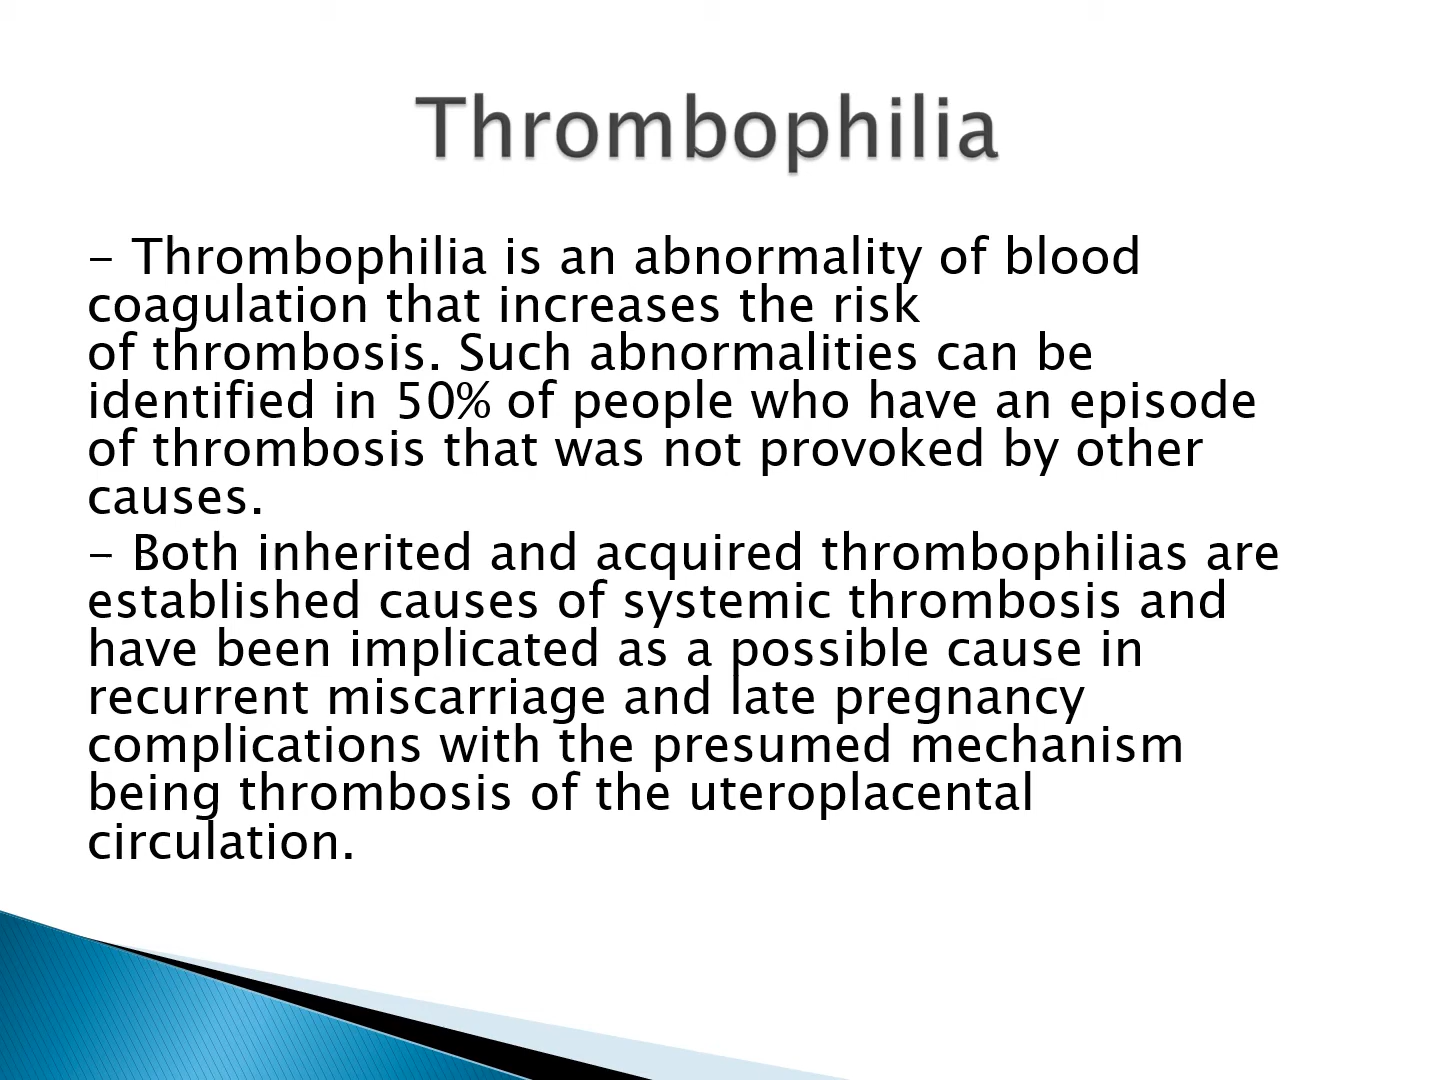 Thrombophilia
- Thrombophilia is an abnormality of blood
coagulation that increases the risk
of thrombosis. Such abnormalities can be
identified in 50% of people who have an episode
of thrombosis that was not provoked by other
causes.
- Both inherited and acquired thrombophilias are
established causes of systemic thrombosis and
have been implicated as a possible cause in
recurrent miscarriage and late pregnancy
complications with the presumed mechanism
being thrombosis of the uteroplacental
circulation.